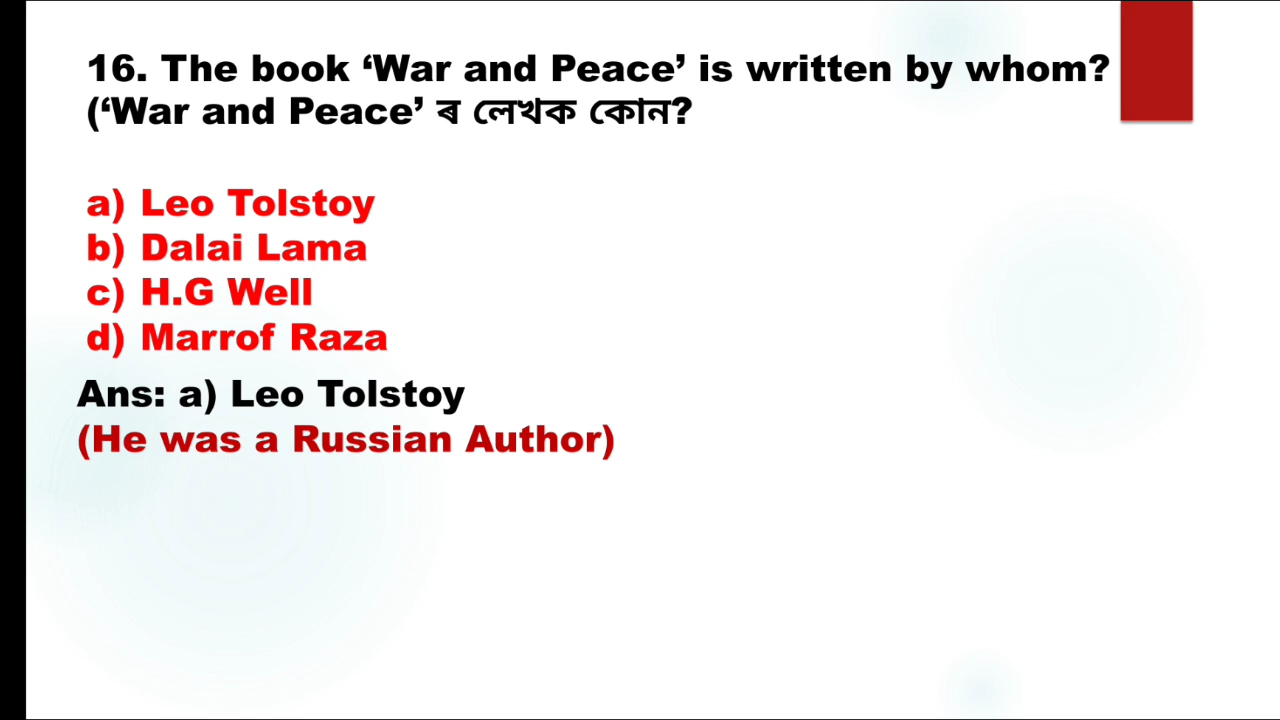 16. The book ‘War and Peace’ is written by whom?
(‘War and Peace’ ৰ লেখক কোন?
a) Leo Tolstoy
b) Dalai Lama
c) H.G Well
d) Marrof Raza
Ans: a) Leo Tolstoy
(He was a Russian Author)